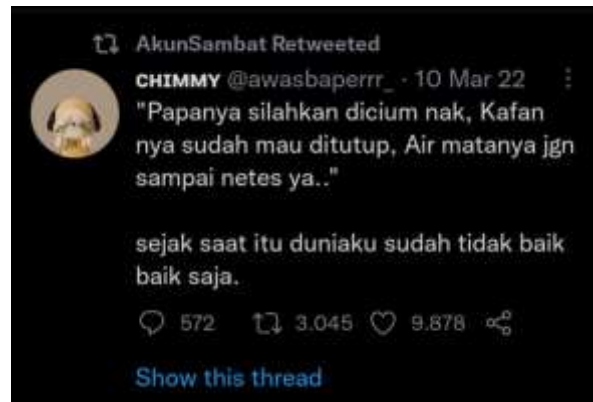 AkunSambat Retweeted
CHIMMY @awasbaperrr_ · 10 Mar 22
"Papanya silahkan dicium nak, Kafan
nya sudah mau ditutup, Air matanya jgn
sampai netes ya.."
sejak saat itu duniaku sudah tidak baik
baik saja.
572 3.045 9.878
Show this thread